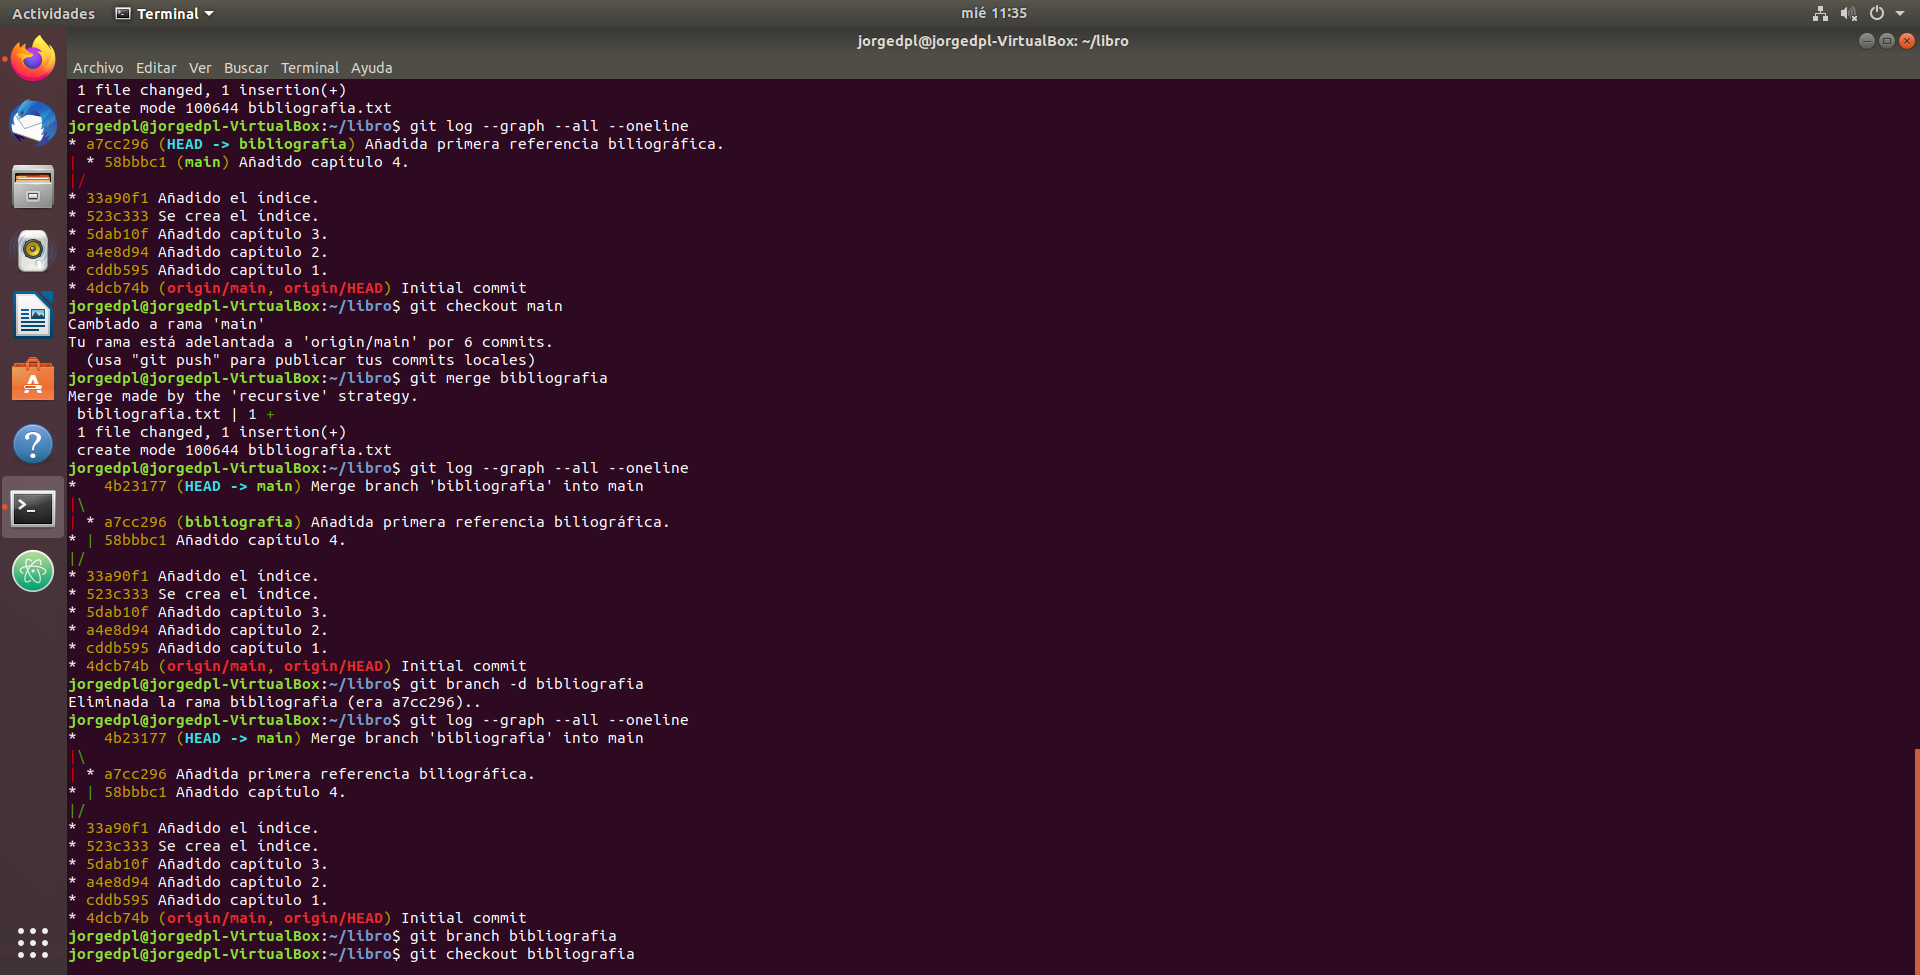 Actividades Terminal mié 11:35
jorgedpl@jorgedpl-VirtualBox: ~/libro
Archivo Editar Ver Buscar Terminal Ayuda
 1 file changed, 1 insertion(+)
 create mode 100644 bibliografia.txt
jorgedpl@jorgedpl-VirtualBox:~/libro$ git log --graph --all --oneline
* a7cc296 (HEAD -> bibliografia) Añadida primera referencia biliográfica.
| * 58bbbc1 (main) Añadido capítulo 4.
|/
* 33a90f1 Añadido el índice.
* 523c333 Se crea el índice.
* 5dab10f Añadido capítulo 3.
* a4e8d94 Añadido capítulo 2.
* cddb595 Añadido capítulo 1.
* 4dcb74b (origin/main, origin/HEAD) Initial commit
jorgedpl@jorgedpl-VirtualBox:~/libro$ git checkout main
Cambiado a rama 'main'
Tu rama está adelantada a 'origin/main' por 6 commits.
  (usa "git push" para publicar tus commits locales)
jorgedpl@jorgedpl-VirtualBox:~/libro$ git merge bibliografia
Merge made by the 'recursive' strategy.
 bibliografia.txt | 1 +
 1 file changed, 1 insertion(+)
 create mode 100644 bibliografia.txt
jorgedpl@jorgedpl-VirtualBox:~/libro$ git log --graph --all --oneline
*   4b23177 (HEAD -> main) Merge branch 'bibliografia' into main
|\
| * a7cc296 (bibliografia) Añadida primera referencia biliográfica.
* | 58bbbc1 Añadido capítulo 4.
|/
* 33a90f1 Añadido el índice.
* 523c333 Se crea el índice.
* 5dab10f Añadido capítulo 3.
* a4e8d94 Añadido capítulo 2.
* cddb595 Añadido capítulo 1.
* 4dcb74b (origin/main, origin/HEAD) Initial commit
jorgedpl@jorgedpl-VirtualBox:~/libro$ git branch -d bibliografia
Eliminada la rama bibliografia (era a7cc296)..
jorgedpl@jorgedpl-VirtualBox:~/libro$ git log --graph --all --oneline
*   4b23177 (HEAD -> main) Merge branch 'bibliografia' into main
|\
| * a7cc296 Añadida primera referencia biliográfica.
* | 58bbbc1 Añadido capítulo 4.
|/
* 33a90f1 Añadido el índice.
* 523c333 Se crea el índice.
* 5dab10f Añadido capítulo 3.
* a4e8d94 Añadido capítulo 2.
* cddb595 Añadido capítulo 1.
* 4dcb74b (origin/main, origin/HEAD) Initial commit
jorgedpl@jorgedpl-VirtualBox:~/libro$ git branch bibliografia
jorgedpl@jorgedpl-VirtualBox:~/libro$ git checkout bibliografia